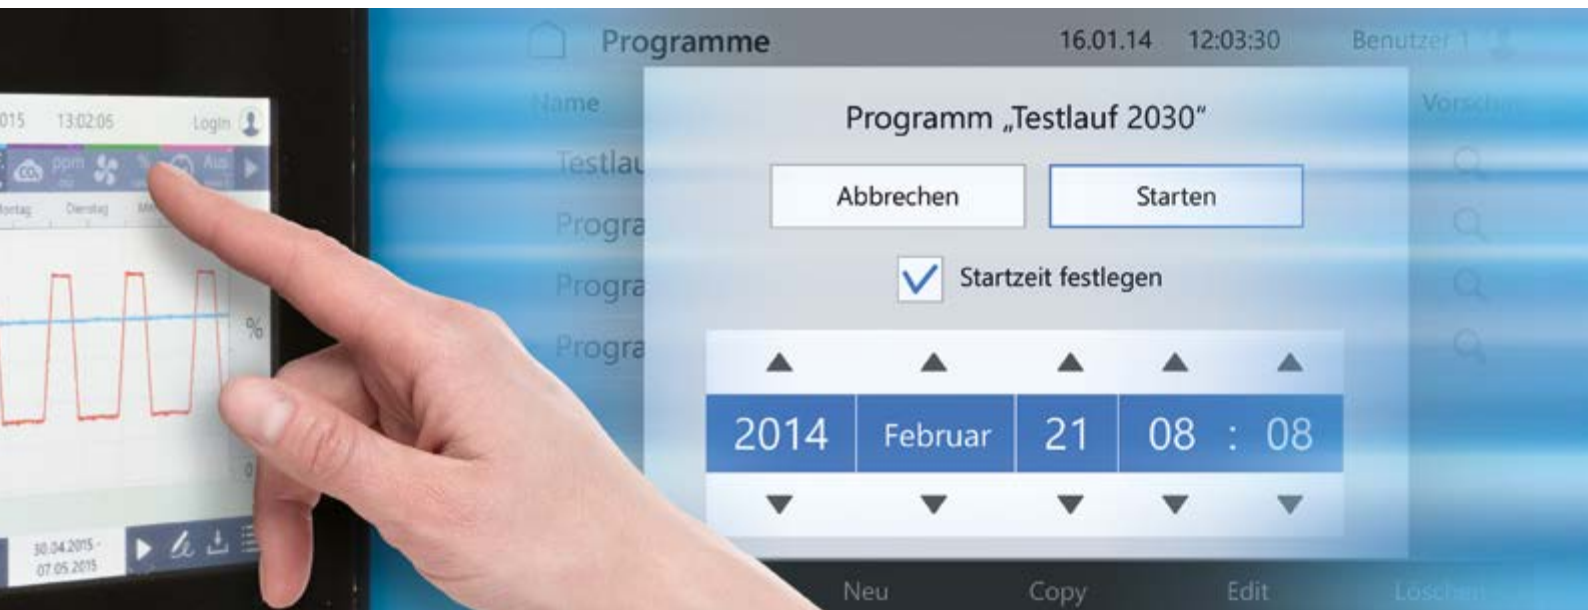 015 13:02:05 Login
CO₂ ppm % Aus
Montag Dienstag
%
0
30.04.2015 -
07.05.2015
Programme 16.01.14 12:03:30 Benutzer 1
Name Vorschau
Programm „Testlauf 2030“
Testlau
Abbrechen Starten
Progra
Startzeit festlegen
Progra
Progra
2014 Februar 21 08 : 08
Neu Copy Edit Löschen